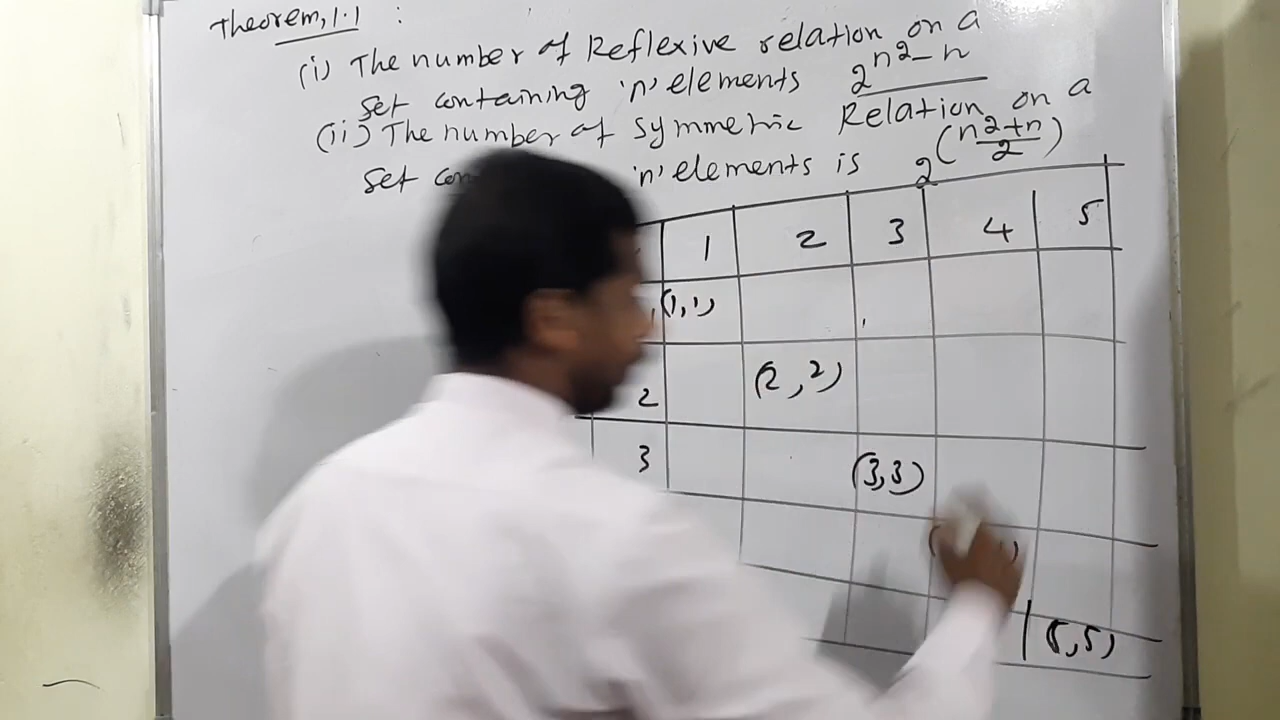 Theorem, 1.1 :
(i) The number of Reflexive relation on a
Set containing 'n' elements 2^n2-n
(ii) The number of Symmetric Relation on a
Set 'n' elements is 2^(n2+n/2)
1 2 3 4 5
(1,1)
2 (2,2)
3 (3,3)
(5,5)